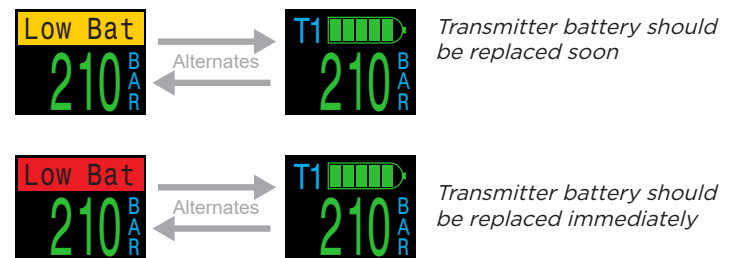 Low Bat
210 BAR
Alternates
T1
210 BAR
Transmitter battery should
be replaced soon
Low Bat
210 BAR
Alternates
T1
210 BAR
Transmitter battery should
be replaced immediately